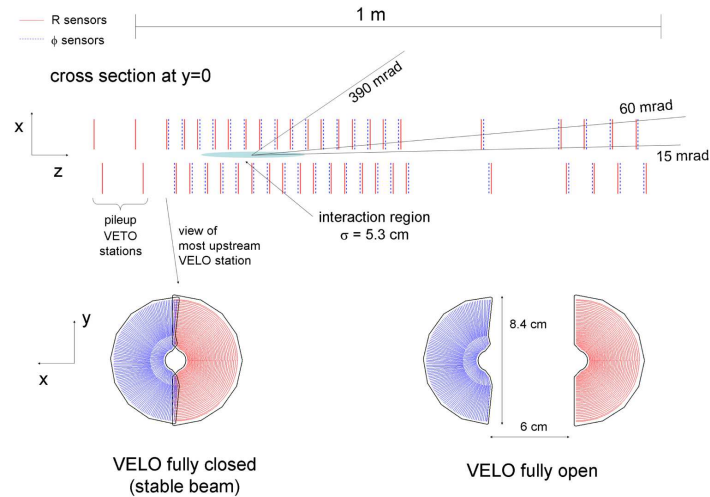 R sensors
ϕ sensors
1 m
cross section at y=0
390 mrad
60 mrad
15 mrad
x
z
pileup
VETO
stations
view of
most upstream
VELO station
interaction region
σ = 5.3 cm
y
x
8.4 cm
6 cm
VELO fully closed
(stable beam)
VELO fully open